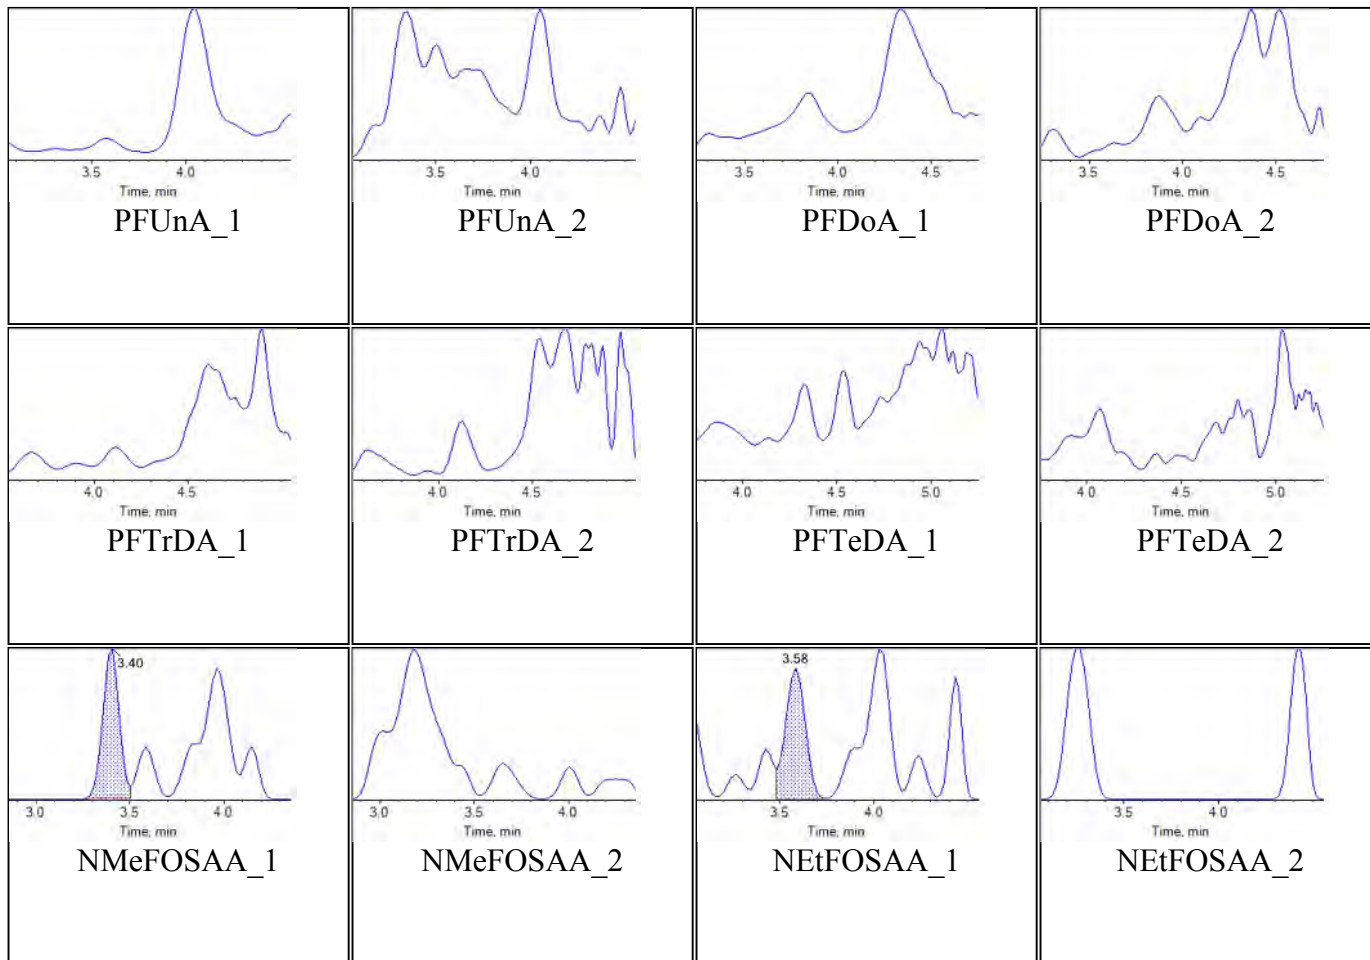 3.5 4.0
Time, min
PFUnA_1
3.5 4.0
Time, min
PFUnA_2
3.5 4.0 4.5
Time, min
PFDoA_1
3.5 4.0 4.5
Time, min
PFDoA_2
4.0 4.5
Time, min
PFTrDA_1
4.0 4.5
Time, min
PFTrDA_2
4.0 4.5 5.0
Time, min
PFTeDA_1
4.0 4.5 5.0
Time, min
PFTeDA_2
3.40
3.0 3.5 4.0
Time, min
NMeFOSAA_1
3.0 3.5 4.0
Time, min
NMeFOSAA_2
3.58
3.5 4.0
Time, min
NEtFOSAA_1
3.5 4.0
Time, min
NEtFOSAA_2